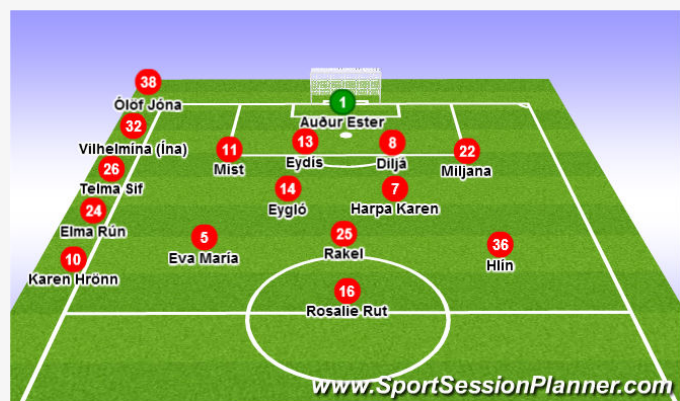 38
Ólöf Jóna
1
Auður Ester
32
Vilhelmína (Ína)
11
Mist
13
Eydís
8
Diljá
22
Miljana
26
Telma Sif
14
Eygló
7
Harpa Karen
24
Elma Rún
5
Eva María
25
Rakel
36
Hlín
10
Karen Hrönn
16
Rosalie Rut
www.SportSessionPlanner.com